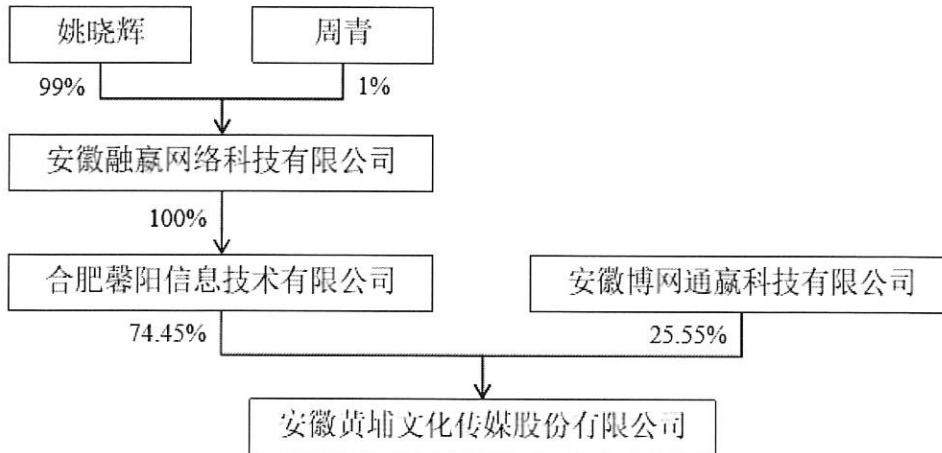 姚晓辉
周青
99%
1%
安徽融赢网络科技有限公司
100%
合肥馨阳信息技术有限公司
安徽博网通赢科技有限公司
74.45%
25.55%
安徽黄埔文化传媒股份有限公司